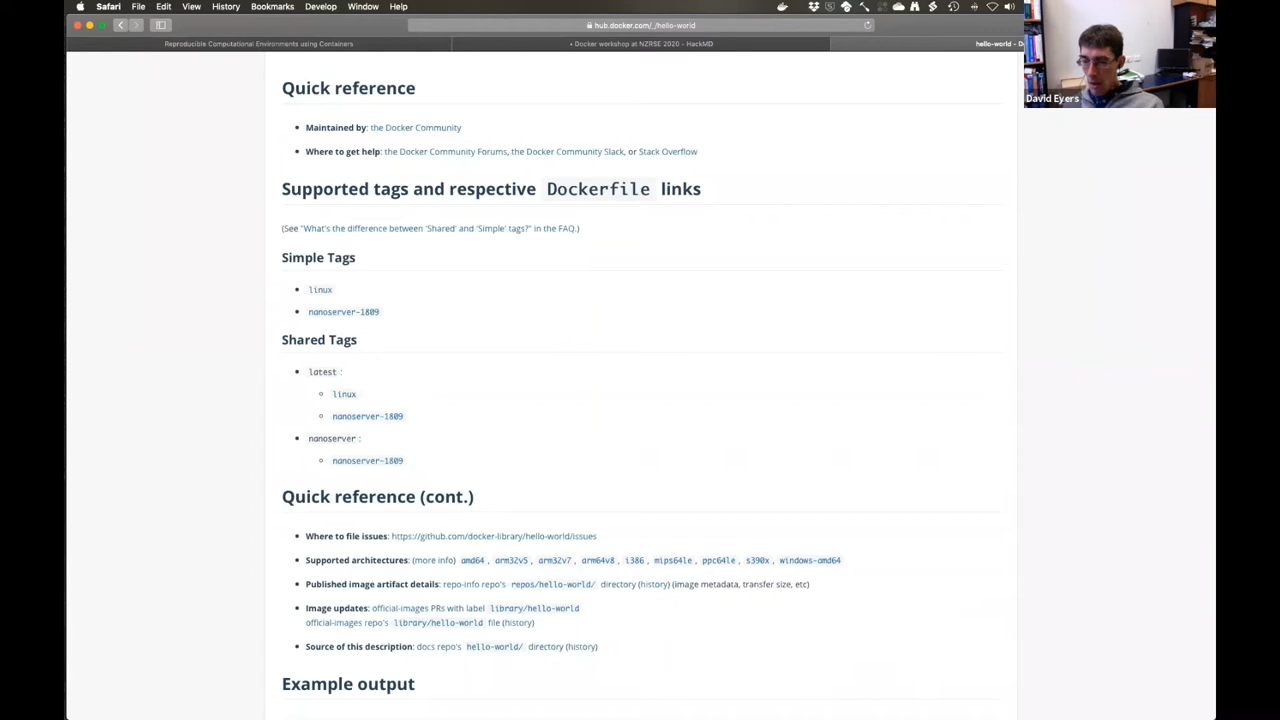 Safari File Edit View History Bookmarks Develop Window Help
hub.docker.com/_/hello-world
Reproducible Computational Environments using Containers
• Docker workshop at NZRSE 2020 - HackMD
hello-world - Do
David Eyers
Quick reference
• Maintained by: the Docker Community
• Where to get help: the Docker Community Forums, the Docker Community Slack, or Stack Overflow
Supported tags and respective Dockerfile links
(See "What's the difference between 'Shared' and 'Simple' tags?" in the FAQ.)
Simple Tags
• linux
• nanoserver-1809
Shared Tags
• latest :
◦ linux
◦ nanoserver-1809
• nanoserver :
◦ nanoserver-1809
Quick reference (cont.)
• Where to file issues: https://github.com/docker-library/hello-world/issues
• Supported architectures: (more info) amd64 , arm32v5 , arm32v7 , arm64v8 , i386 , mips64le , ppc64le , s390x , windows-amd64
• Published image artifact details: repo-info repo's repos/hello-world/ directory (history) (image metadata, transfer size, etc)
• Image updates: official-images PRs with label library/hello-world
official-images repo's library/hello-world file (history)
• Source of this description: docs repo's hello-world/ directory (history)
Example output